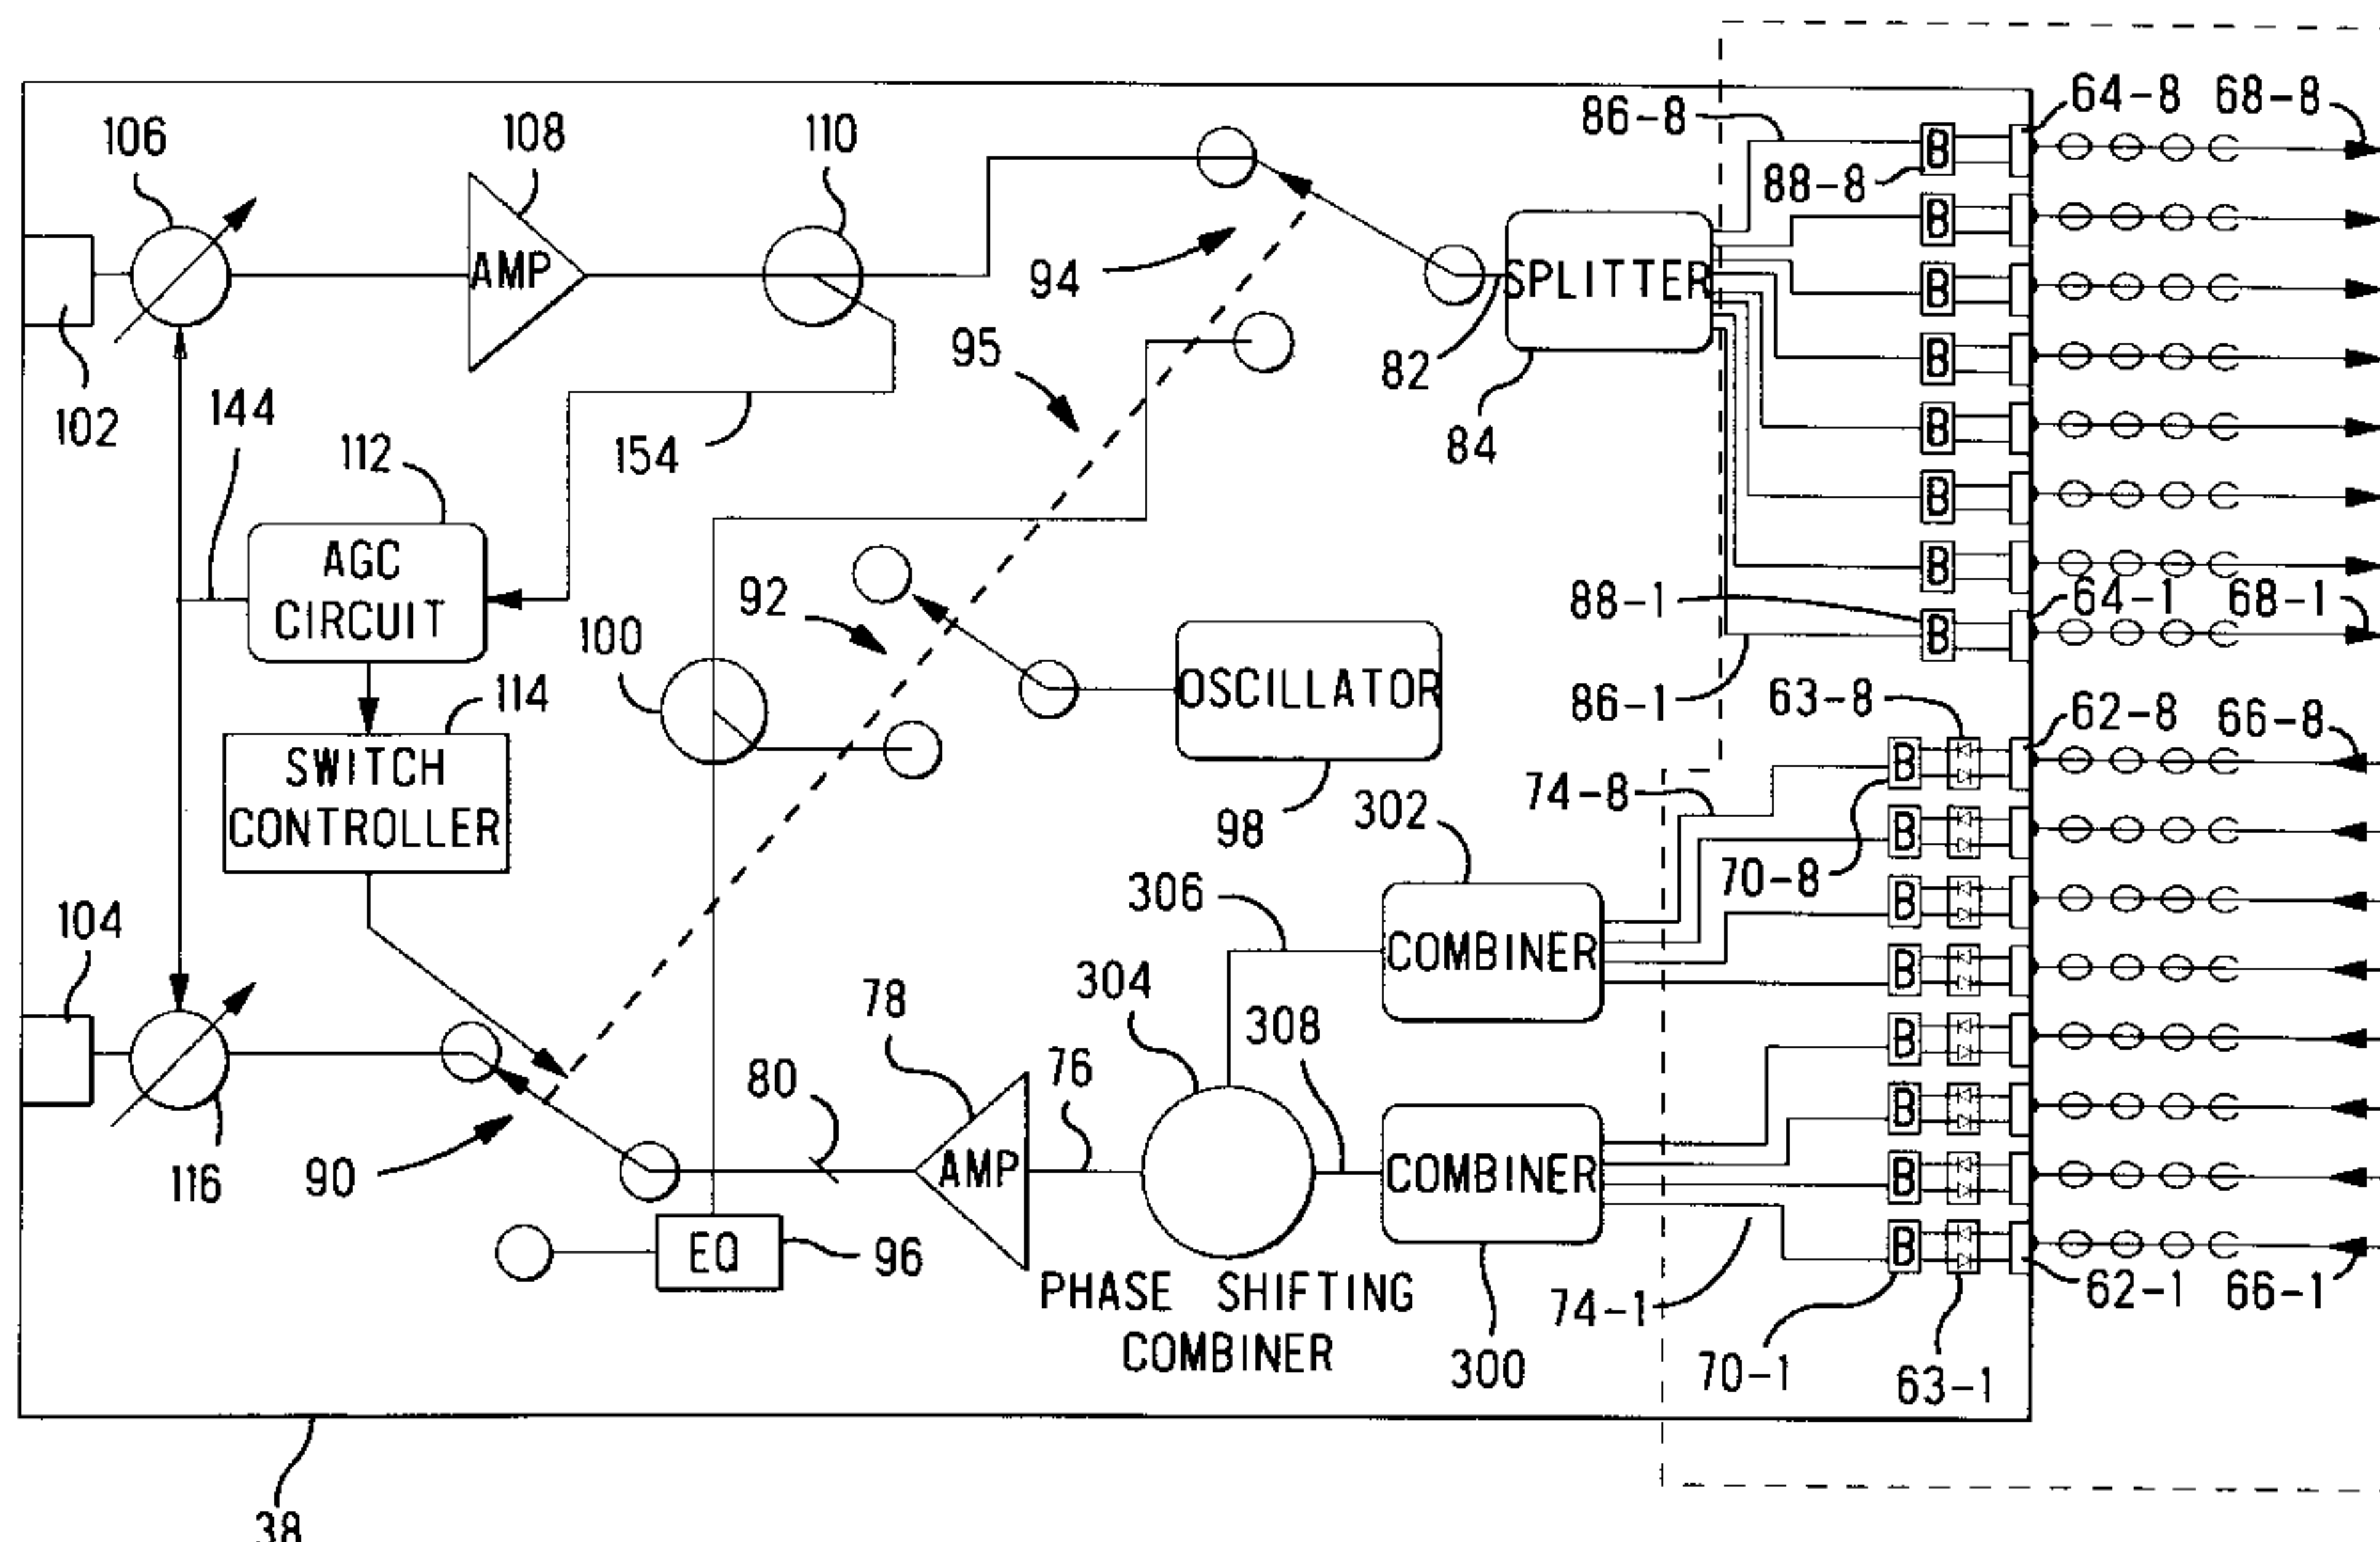 86-8
64-8 68-8
106
108
110
B
88-8
B
AMP
94
SPLITTER
B
95
82
B
102
144
154
84
B
112
B
AGC
CIRCUIT
92
B
88-1
64-1 68-1
100
B
114
OSCILLATOR
86-1
63-8
62-8 66-8
SWITCH
CONTROLLER
74-8
B
98
302
B
70-8
104
306
B
COMBINER
78
304
308
B
76
B
80
B
116
90
AMP
COMBINER
B
EQ
96
B
PHASE SHIFTING
COMBINER
74-1
62-1 66-1
300
70-1
63-1
38